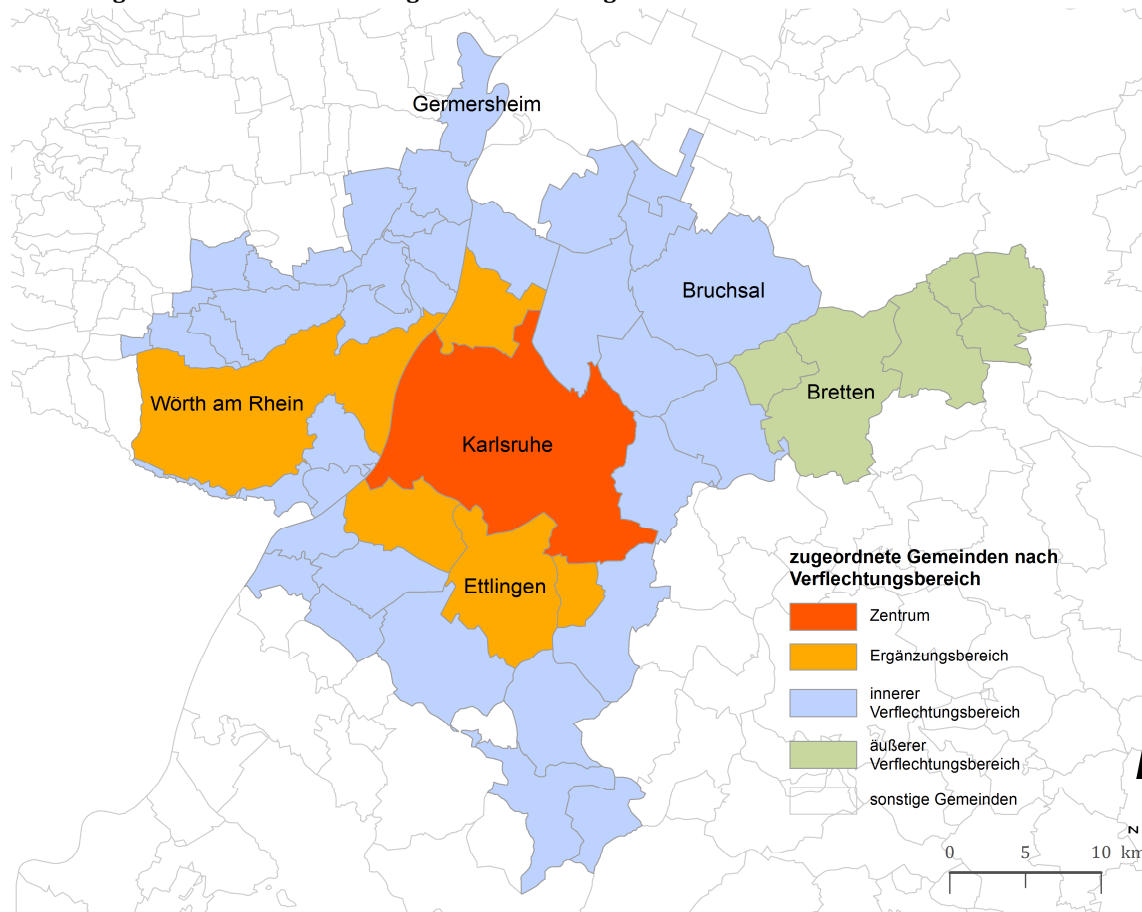 Germersheim
Bruchsal
Wörth am Rhein
Bretten
Karlsruhe
Ettlingen
zugeordnete Gemeinden nach
Verflechtungsbereich
Zentrum
Ergänzungsbereich
innerer
Verflechtungsbereich
äußerer
Verflechtungsbereich
sonstige Gemeinden
z
0 5 10 km